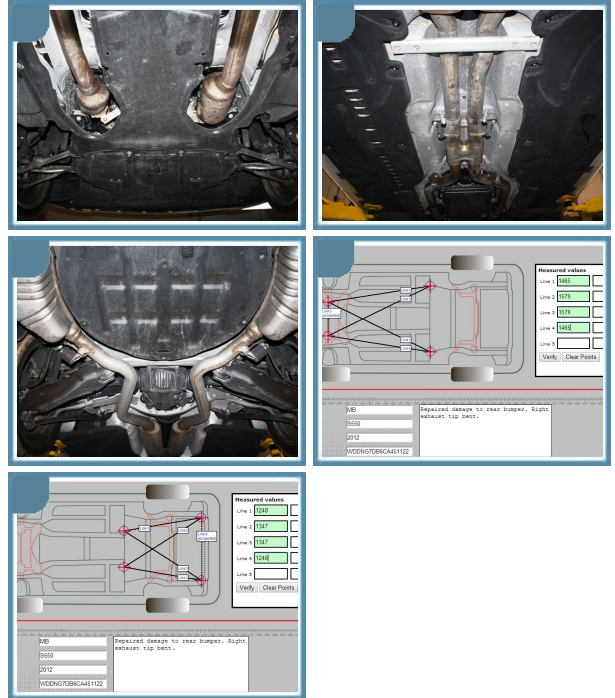 Measured values
Line 1 1465
Line 2 1579
Line 3 1579
Line 4 1465
Line 5
Verify Clear Points
MB
S550
2012
WDDNG7DB6CA451122
Repaired damage to rear bumper. Right
exhaust tip bent.
Measured values
Line 1 1248
Line 2 1347
Line 3 1347
Line 4 1248
Line 5
Verify Clear Points
MB
S550
2012
WDDNG7DB6CA451122
Repaired damage to rear bumper. Right
exhaust tip bent.